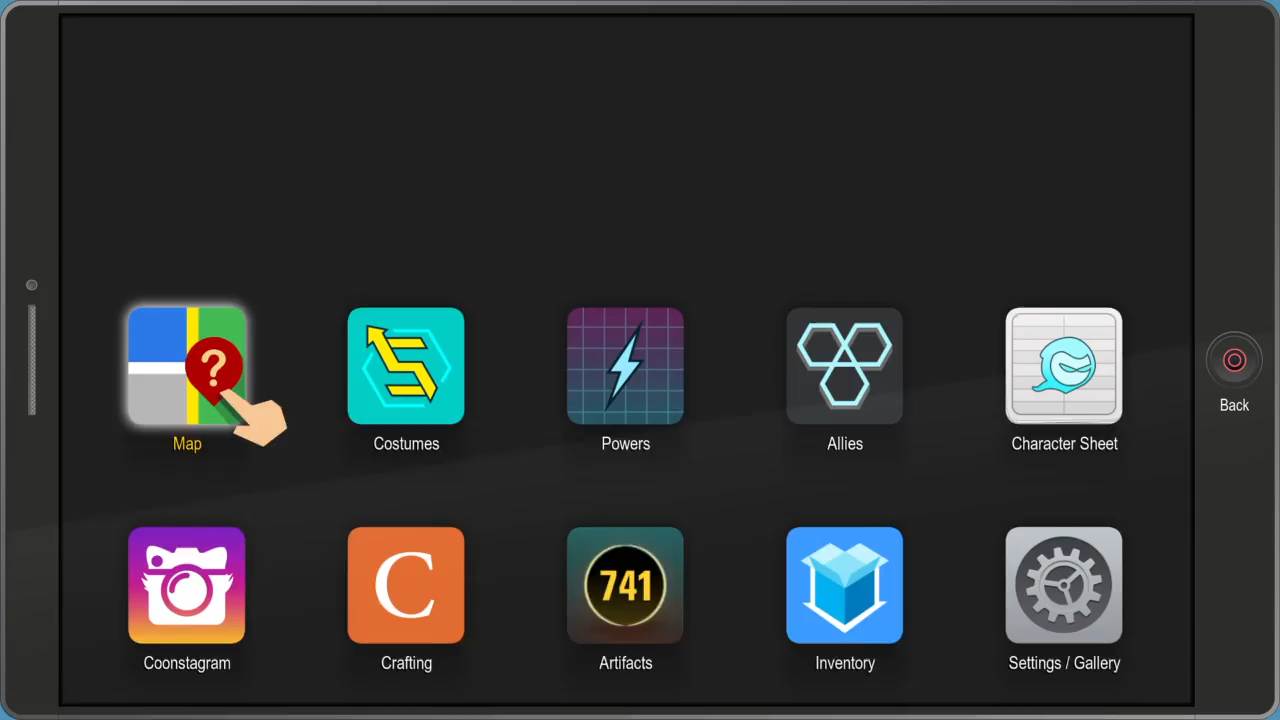 ?
Map
Costumes
Powers
Allies
Character Sheet
Back
C
741
Coonstagram
Crafting
Artifacts
Inventory
Settings / Gallery